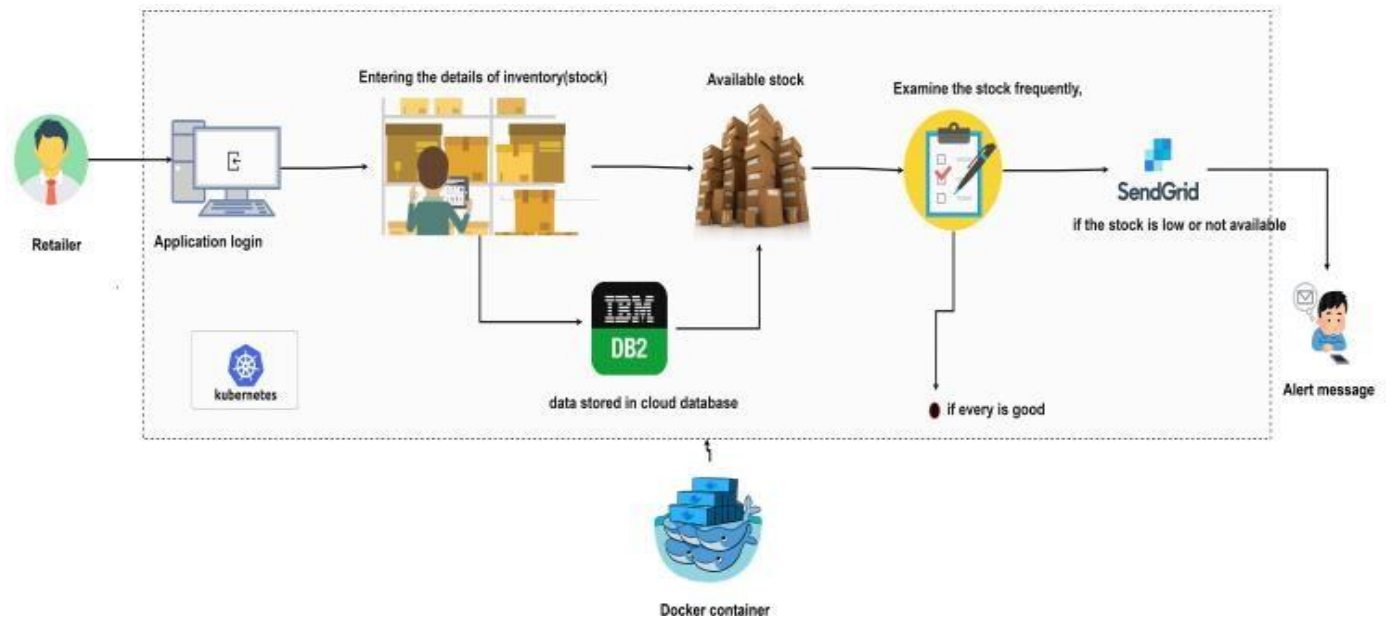 Entering the details of inventory(stock)
Available stock
Examine the stock frequently,
SendGrid
if the stock is low or not available
Retailer
Application login
IBM
DB2
kubernetes
data stored in cloud database
if every is good
Alert message
Docker container